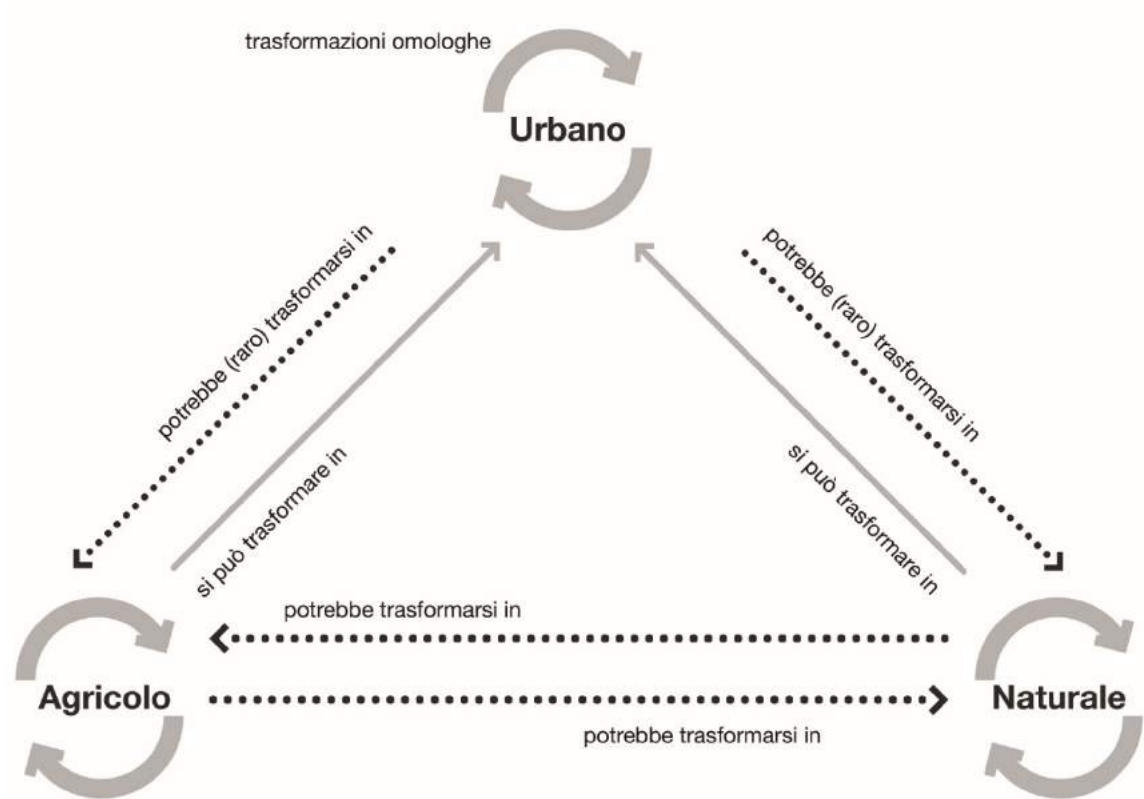 trasformazioni omologhe
Urbano
potrebbe (raro) trasformarsi in
potrebbe (raro) trasformarsi in
si può trasformare in
si può trasformare in
potrebbe trasformarsi in
Agricolo
Naturale
potrebbe trasformarsi in